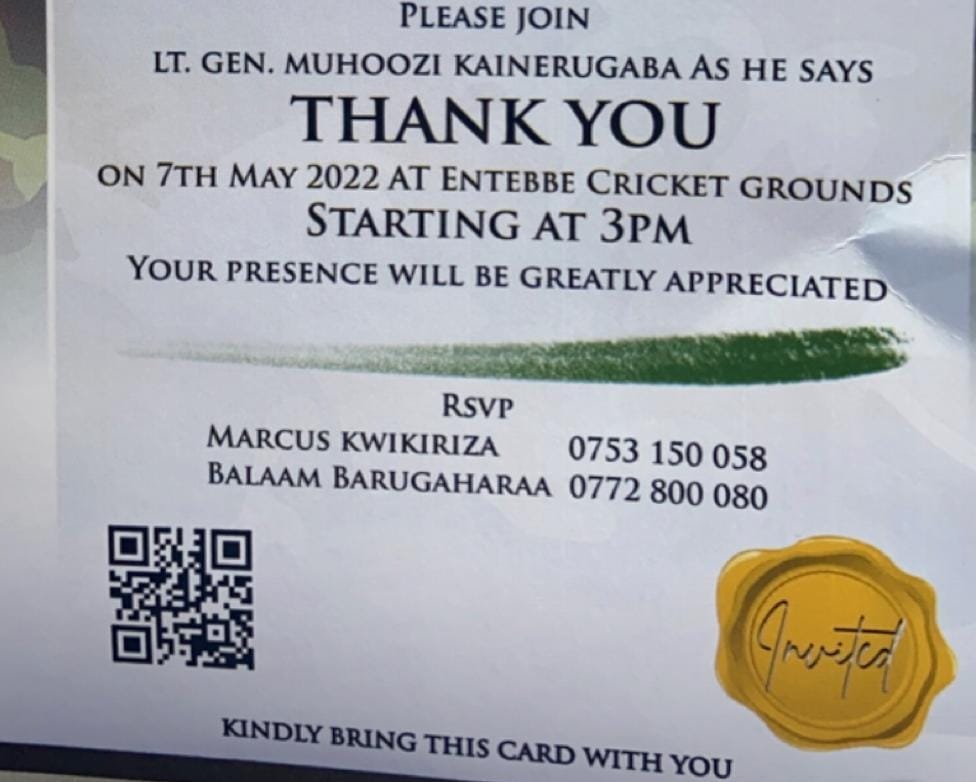 PLEASE JOIN
LT. GEN. MUHOOZI KAINERUGABA AS HE SAYS
THANK YOU
ON 7TH MAY 2022 AT ENTEBBE CRICKET GROUNDS
STARTING AT 3PM
YOUR PRESENCE WILL BE GREATLY APPRECIATED
RSVP
MARCUS KWIKIRIZA 0753 150 058
BALAAM BARUGAHARAA 0772 800 080
Invited
KINDLY BRING THIS CARD WITH YOU